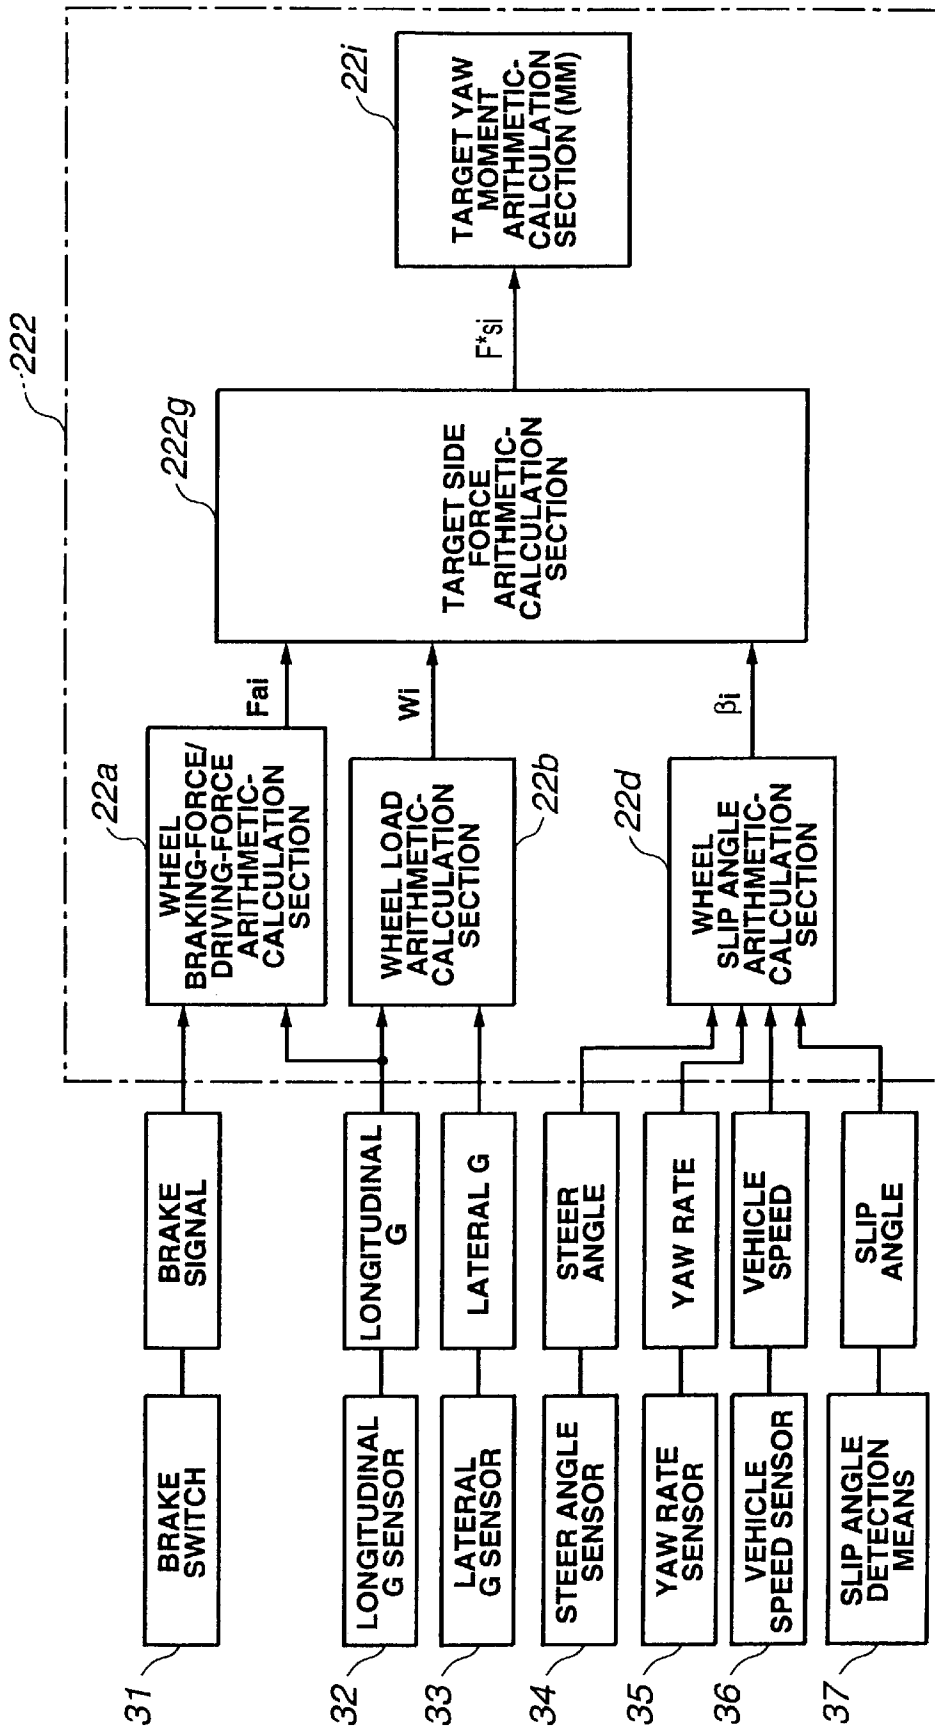 222
31
BRAKE
SWITCH
BRAKE
SIGNAL
22a
WHEEL
BRAKING-FORCE/
DRIVING-FORCE
ARITHMETIC-
CALCULATION
SECTION
Fai
32
LONGITUDINAL
G SENSOR
LONGITUDINAL
G
33
LATERAL
G SENSOR
LATERAL G
WHEEL LOAD
ARITHMETIC-
CALCULATION
SECTION
22b
Wi
34
STEER ANGLE
SENSOR
STEER
ANGLE
35
YAW RATE
SENSOR
YAW RATE
36
VEHICLE
SPEED SENSOR
VEHICLE
SPEED
37
SLIP ANGLE
DETECTION
MEANS
SLIP
ANGLE
22d
WHEEL
SLIP ANGLE
ARITHMETIC-
CALCULATION
SECTION
βi
222g
TARGET SIDE
FORCE
ARITHMETIC-
CALCULATION
SECTION
F*si
22i
TARGET YAW
MOMENT
ARITHMETIC-
CALCULATION
SECTION (MM)